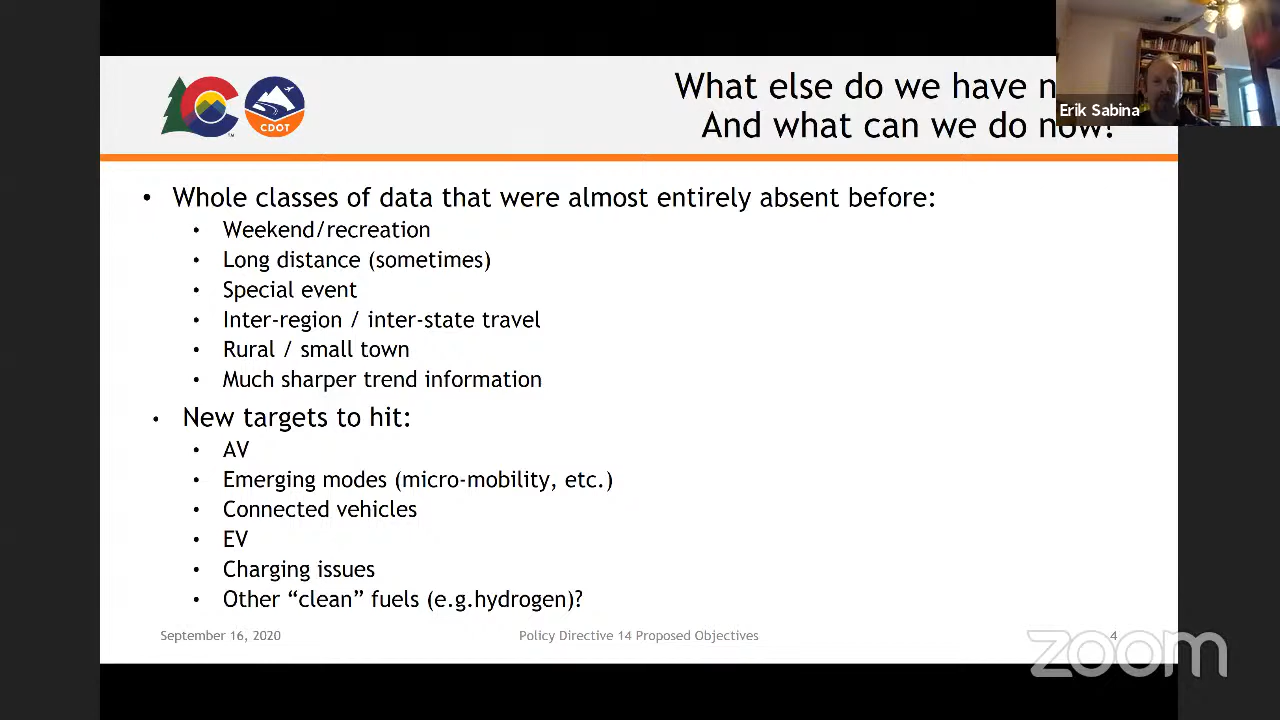 What else do we have
And what can we do now?
Erik Sabina
CDOT
• Whole classes of data that were almost entirely absent before:
• Weekend/recreation
• Long distance (sometimes)
• Special event
• Inter-region / inter-state travel
• Rural / small town
• Much sharper trend information
• New targets to hit:
• AV
• Emerging modes (micro-mobility, etc.)
• Connected vehicles
• EV
• Charging issues
• Other “clean” fuels (e.g.hydrogen)?
September 16, 2020
Policy Directive 14 Proposed Objectives
4
zoom